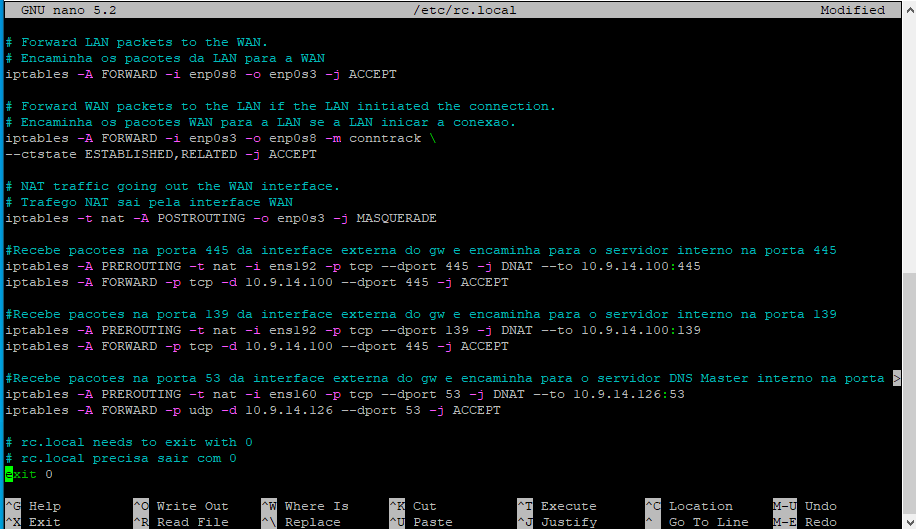 GNU nano 5.2 /etc/rc.local Modified
# Forward LAN packets to the WAN.
# Encaminha os pacotes da LAN para a WAN
iptables -A FORWARD -i enp0s8 -o enp0s3 -j ACCEPT
# Forward WAN packets to the LAN if the LAN initiated the connection.
# Encaminha os pacotes WAN para a LAN se a LAN inicar a conexao.
iptables -A FORWARD -i enp0s3 -o enp0s8 -m conntrack \
--ctstate ESTABLISHED,RELATED -j ACCEPT
# NAT traffic going out the WAN interface.
# Trafego NAT sai pela interface WAN
iptables -t nat -A POSTROUTING -o enp0s3 -j MASQUERADE
#Recebe pacotes na porta 445 da interface externa do gw e encaminha para o servidor interno na porta 445
iptables -A PREROUTING -t nat -i ens192 -p tcp --dport 445 -j DNAT --to 10.9.14.100:445
iptables -A FORWARD -p tcp -d 10.9.14.100 --dport 445 -j ACCEPT
#Recebe pacotes na porta 139 da interface externa do gw e encaminha para o servidor interno na porta 139
iptables -A PREROUTING -t nat -i ens192 -p tcp --dport 139 -j DNAT --to 10.9.14.100:139
iptables -A FORWARD -p tcp -d 10.9.14.100 --dport 445 -j ACCEPT
#Recebe pacotes na porta 53 da interface externa do gw e encaminha para o servidor DNS Master interno na porta >
iptables -A PREROUTING -t nat -i ens160 -p tcp --dport 53 -j DNAT --to 10.9.14.126:53
iptables -A FORWARD -p udp -d 10.9.14.126 --dport 53 -j ACCEPT
# rc.local needs to exit with 0
# rc.local precisa sair com 0
exit 0
^G Help ^O Write Out ^W Where Is ^K Cut ^T Execute ^C Location M-U Undo
^X Exit ^R Read File ^\ Replace ^U Paste ^J Justify ^_ Go To Line M-E Redo